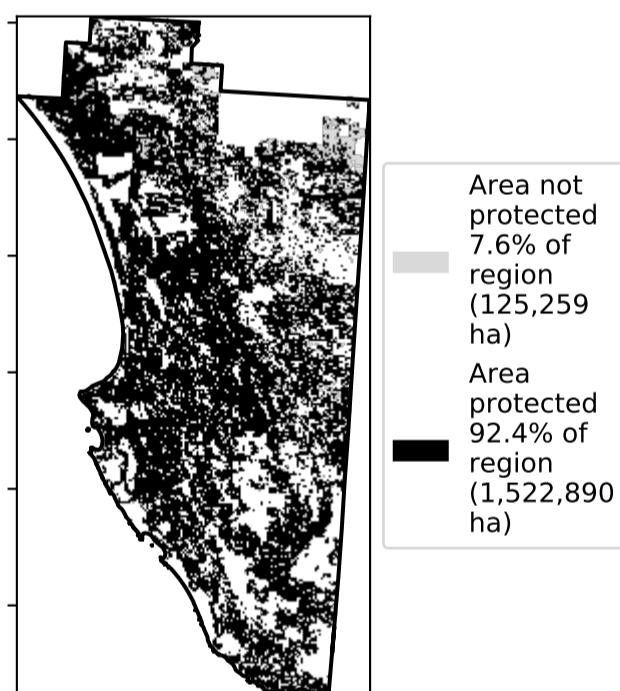 Area not
protected
7.6% of
region
(125,259
ha)
Area
protected
92.4% of
region
(1,522,890
ha)